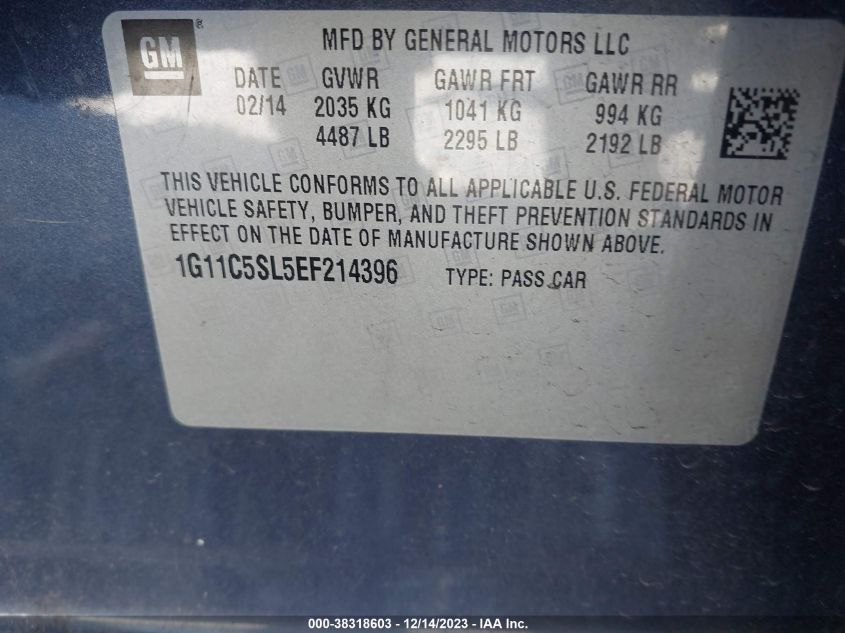 GM ®
MFD BY GENERAL MOTORS LLC
DATE GVWR GAWR FRT GAWR RR
02/14 2035 KG 1041 KG 994 KG
4487 LB 2295 LB 2192 LB
THIS VEHICLE CONFORMS TO ALL APPLICABLE U.S. FEDERAL MOTOR
VEHICLE SAFETY, BUMPER, AND THEFT PREVENTION STANDARDS IN
EFFECT ON THE DATE OF MANUFACTURE SHOWN ABOVE.
1G11C5SL5EF214396 TYPE: PASS CAR
000-38318603 - 12/14/2023 - IAA Inc.